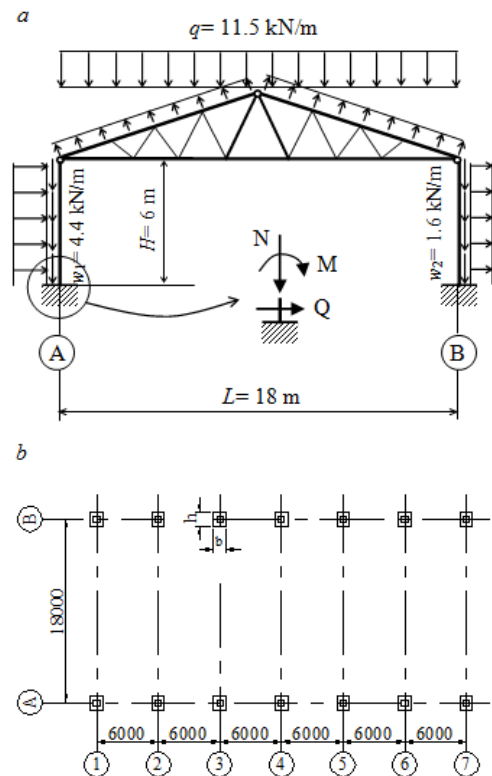 a
q= 11.5 kN/m
w1= 4.4 kN/m
H= 6 m
w2= 1.6 kN/m
N
M
Q
A
B
L= 18 m
b
B
h
b
18000
A
6000 6000 6000 6000 6000 6000
1 2 3 4 5 6 7